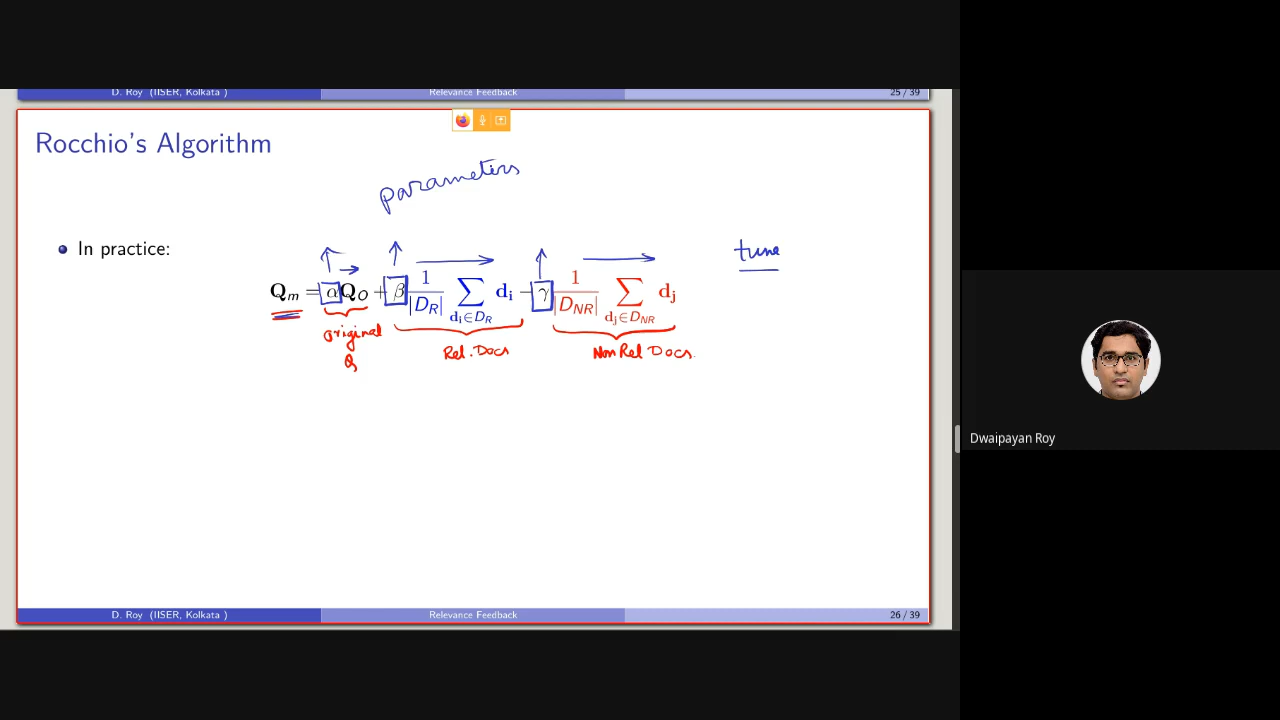 D. Roy (IISER, Kolkata )	Relevance Feedback	25 / 39
Rocchio's Algorithm
parameters
In practice:
tune
Q_m = αQ_O + β 1/|D_R| ∑_{d_i∈D_R} d_i − γ 1/|D_NR| ∑_{d_j∈D_NR} d_j
original Q
Rel. Docs
Non Rel Docs.
Dwaipayan Roy
D. Roy (IISER, Kolkata )	Relevance Feedback	26 / 39